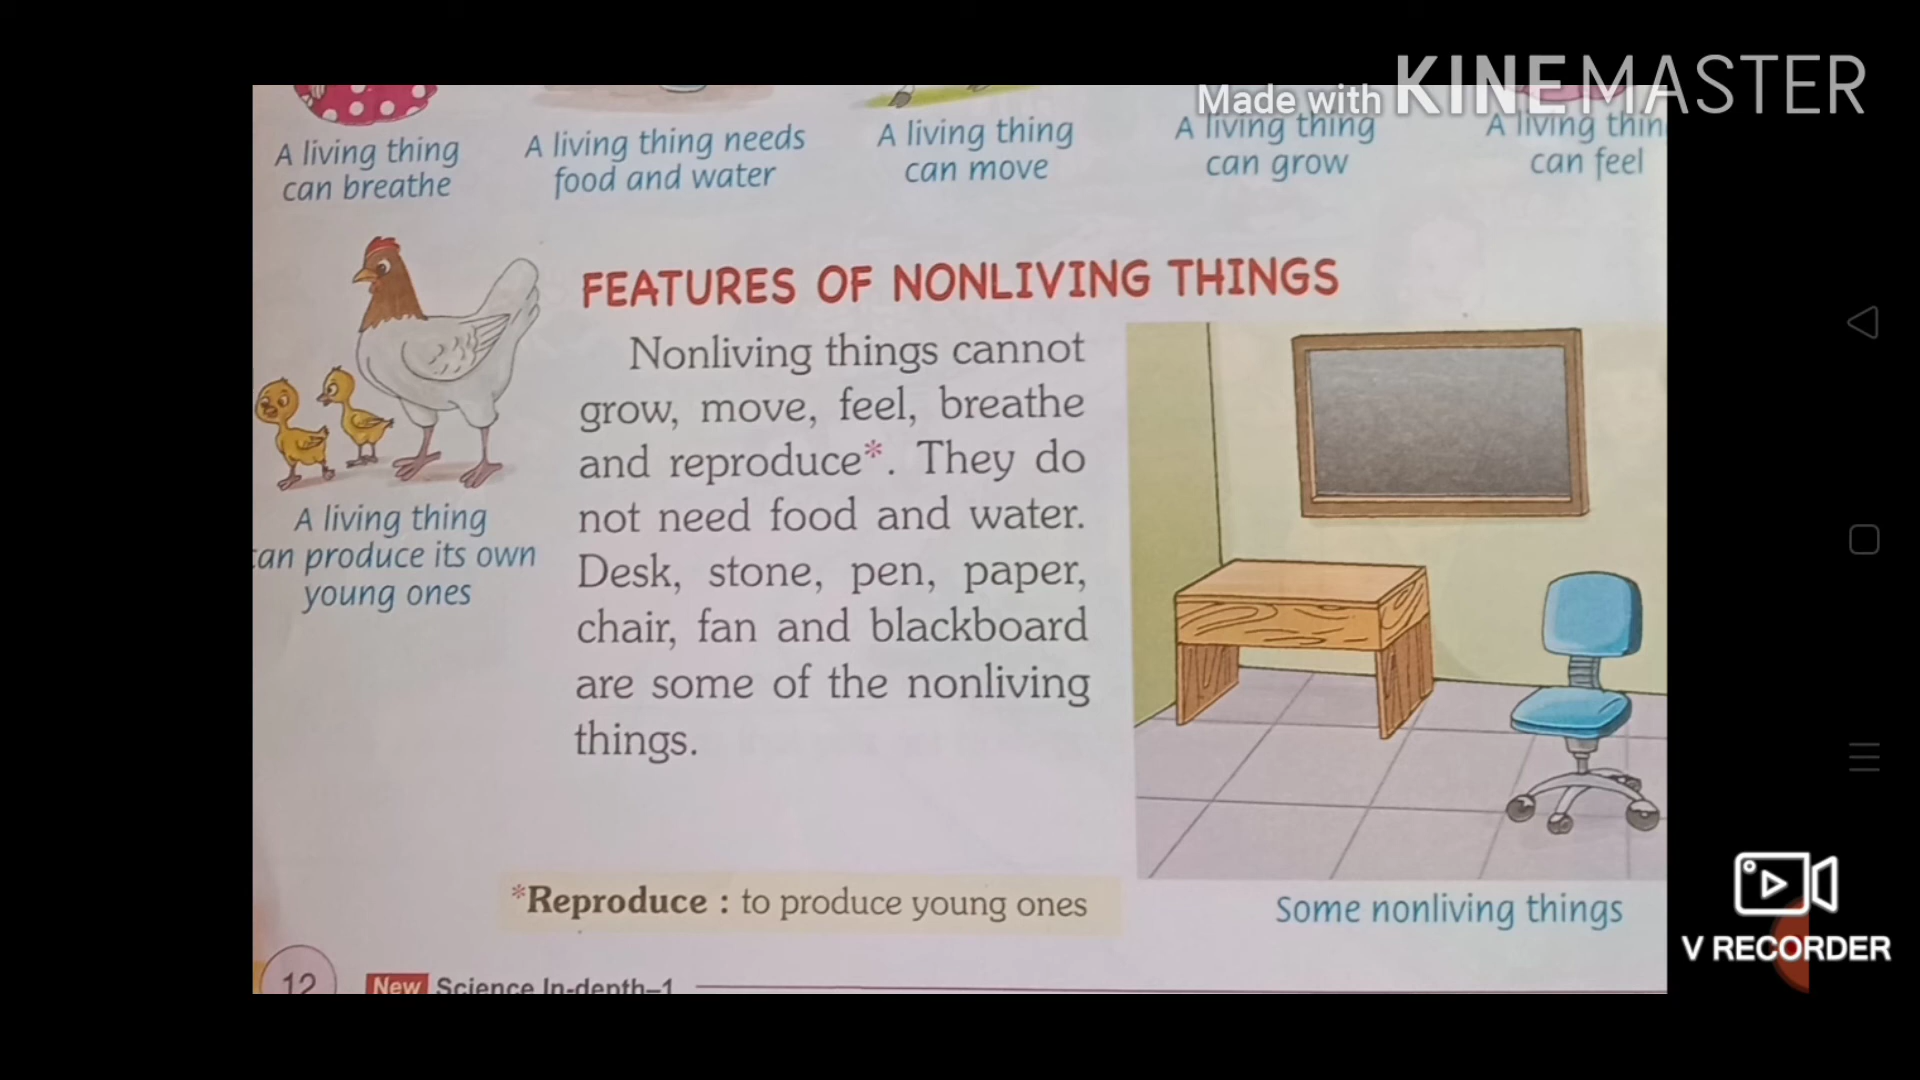 Made with KINEMASTER
A living thing
can breathe
A living thing needs
food and water
A living thing
can move
A living thing
can grow
A living thin
can feel
FEATURES OF NONLIVING THINGS
Nonliving things cannot
grow, move, feel, breathe
and reproduce*. They do
not need food and water.
Desk, stone, pen, paper,
chair, fan and blackboard
are some of the nonliving
things.
A living thing
can produce its own
young ones
*Reproduce : to produce young ones
Some nonliving things
12
New Science In-depth-1
V RECORDER